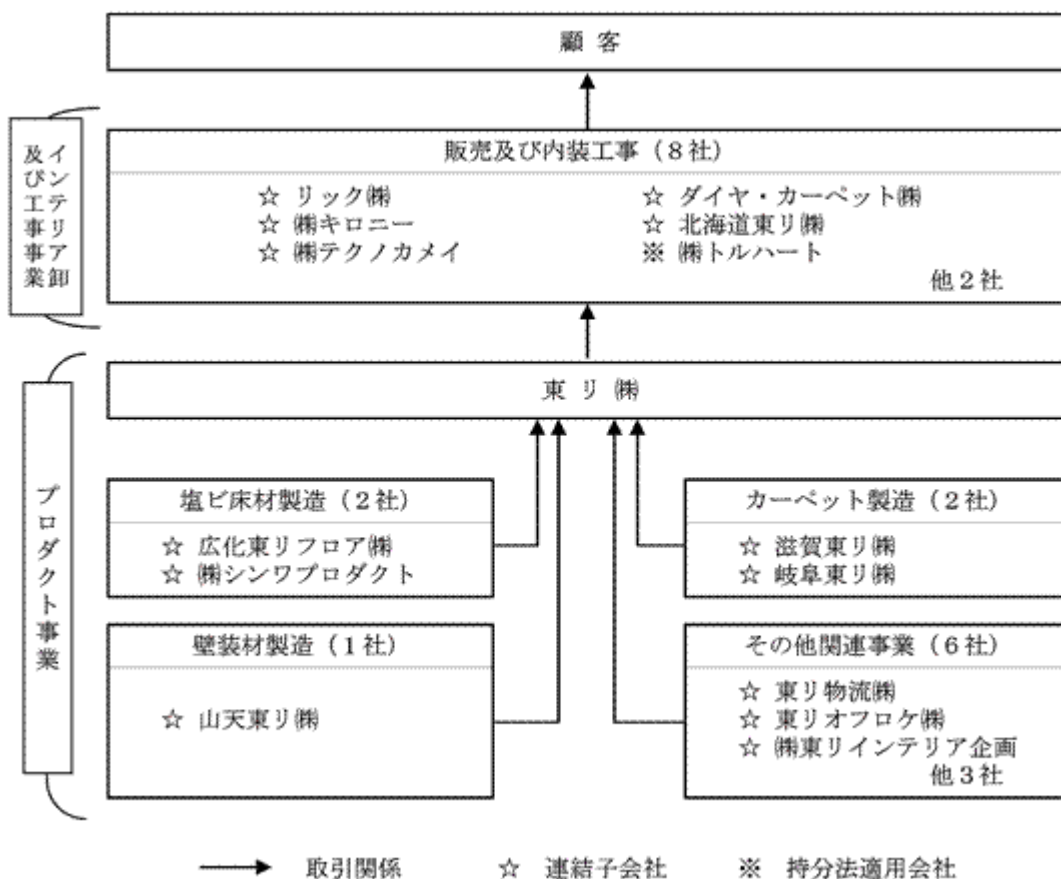 顧 客
インテリア卸
及び工事事業
販売及び内装工事（８社）
☆ リック㈱
☆ ダイヤ・カーペット㈱
☆ ㈱キロニー
☆ 北海道東リ㈱
☆ ㈱テクノカメイ
※ ㈱トルハート
他２社
東 リ ㈱
プロダクト事業
塩ビ床材製造（２社）
☆ 広化東リフロア㈱
☆ ㈱シンワプロダクト
カーペット製造（２社）
☆ 滋賀東リ㈱
☆ 岐阜東リ㈱
壁装材製造（１社）
☆ 山天東リ㈱
その他関連事業（６社）
☆ 東リ物流㈱
☆ 東リオフロケ㈱
☆ ㈱東リインテリア企画
他３社
取引関係 ☆ 連結子会社 ※ 持分法適用会社